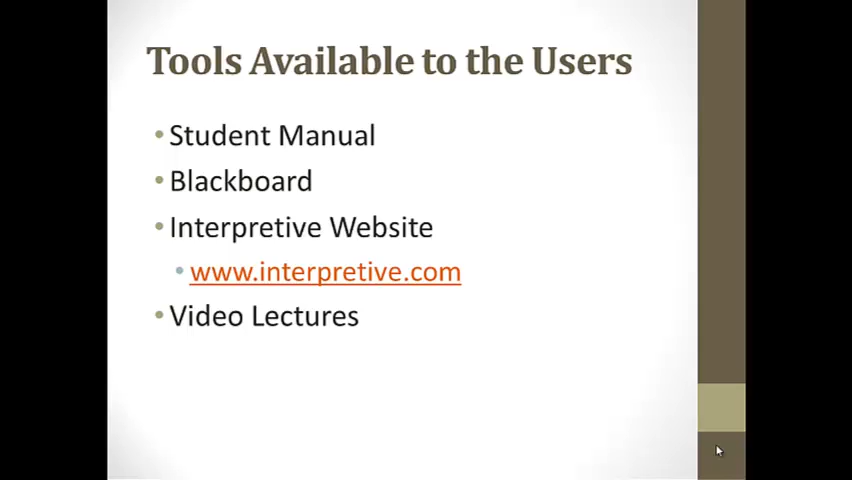 Tools Available to the Users
• Student Manual
• Blackboard
• Interpretive Website
• www.interpretive.com
• Video Lectures